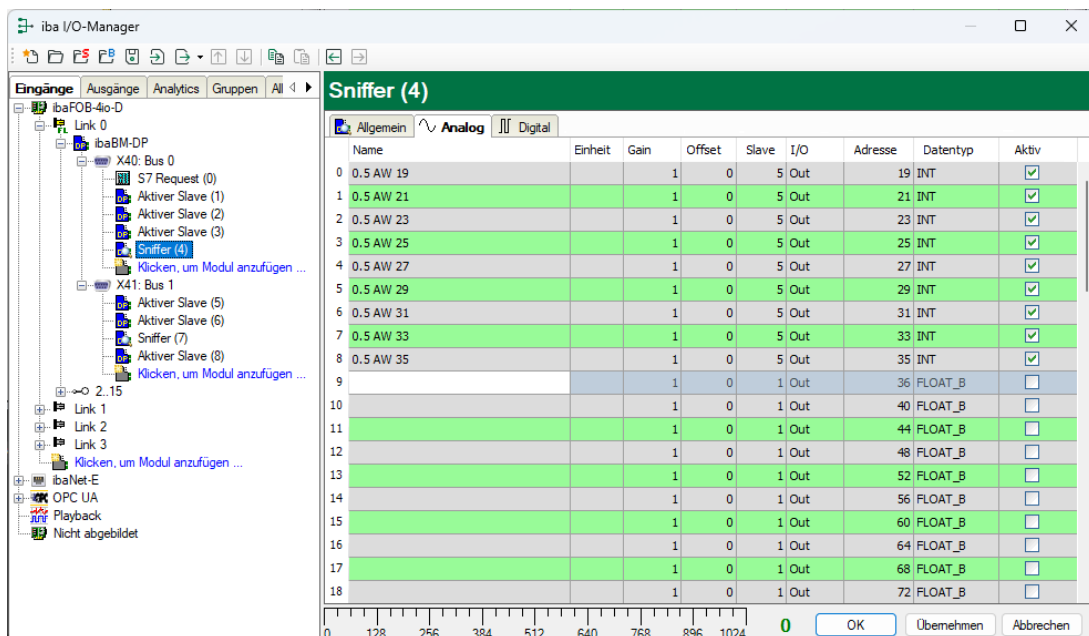 iba I/O-Manager
Eingänge Ausgänge Analytics Gruppen All
ibaFOB-4io-D
Link 0
ibaBM-DP
X40: Bus 0
S7 Request (0)
Aktiver Slave (1)
Aktiver Slave (2)
Aktiver Slave (3)
Sniffer (4)
Klicken, um Modul anzufügen ...
X41: Bus 1
Aktiver Slave (5)
Aktiver Slave (6)
Sniffer (7)
Aktiver Slave (8)
Klicken, um Modul anzufügen ...
2..15
Link 1
Link 2
Link 3
Klicken, um Modul anzufügen ...
ibaNet-E
OPC UA
Playback
Nicht abgebildet
Sniffer (4)
Allgemein Analog Digital
Name Einheit Gain Offset Slave I/O Adresse Datentyp Aktiv
0 0.5 AW 19 1 0 5 Out 19 INT
1 0.5 AW 21 1 0 5 Out 21 INT
2 0.5 AW 23 1 0 5 Out 23 INT
3 0.5 AW 25 1 0 5 Out 25 INT
4 0.5 AW 27 1 0 5 Out 27 INT
5 0.5 AW 29 1 0 5 Out 29 INT
6 0.5 AW 31 1 0 5 Out 31 INT
7 0.5 AW 33 1 0 5 Out 33 INT
8 0.5 AW 35 1 0 5 Out 35 INT
9 1 0 1 Out 36 FLOAT_B
10 1 0 1 Out 40 FLOAT_B
11 1 0 1 Out 44 FLOAT_B
12 1 0 1 Out 48 FLOAT_B
13 1 0 1 Out 52 FLOAT_B
14 1 0 1 Out 56 FLOAT_B
15 1 0 1 Out 60 FLOAT_B
16 1 0 1 Out 64 FLOAT_B
17 1 0 1 Out 68 FLOAT_B
18 1 0 1 Out 72 FLOAT_B
0 128 256 384 512 640 768 896 1024 0 OK Übernehmen Abbrechen